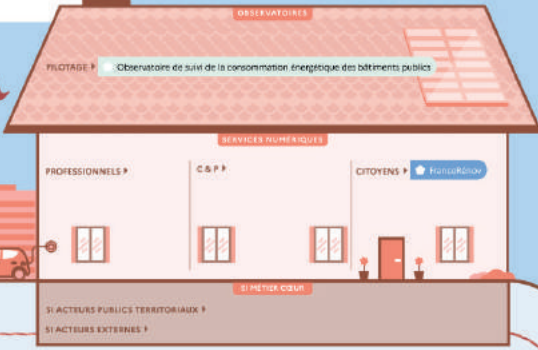 OBSERVATOIRES
PILOTAGE Observatoire de suivi de la consommation énergétique des bâtiments publics
SERVICES NUMÉRIQUES
PROFESSIONNELS
C & P
CITOYENS FranceRénov
SI MÉTIER CŒUR
SI ACTEURS PUBLICS TERRITORIAUX
SI ACTEURS EXTERNES